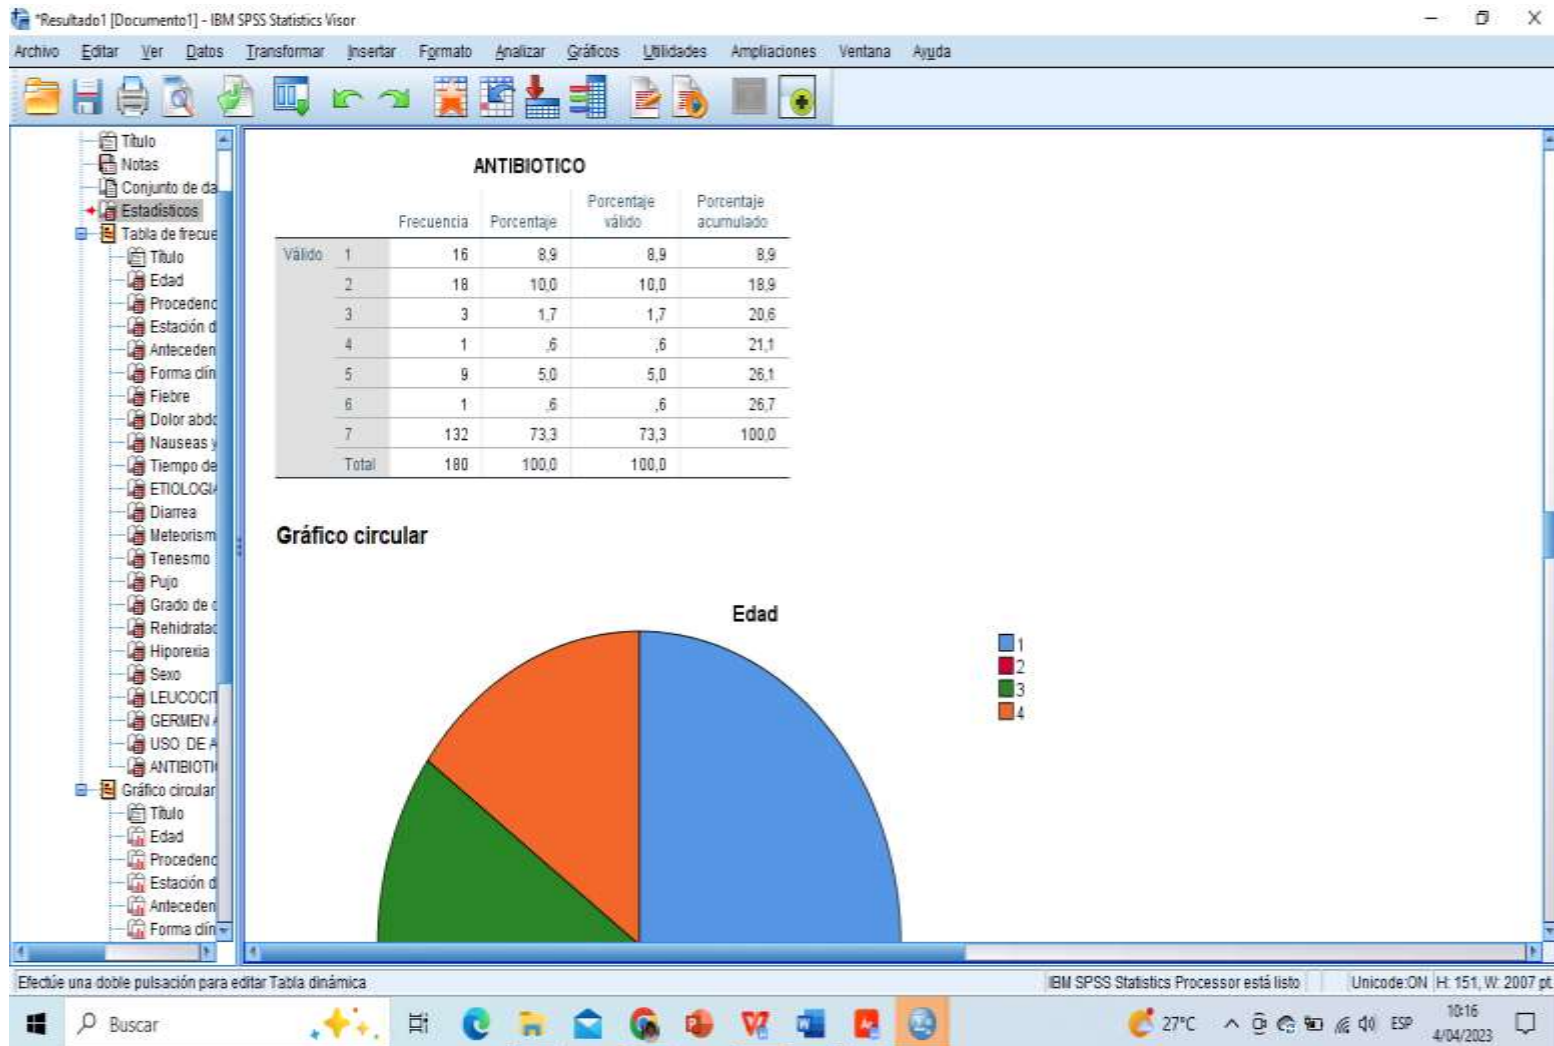 *Resultado1 [Documento1] - IBM SPSS Statistics Visor
Archivo Editar Ver Datos Transformar Insertar Formato Analizar Gráficos Utilidades Ampliaciones Ventana Ayuda
Título
Notas
Conjunto de da
Estadísticos
Tabla de frecue
Título
Edad
Procedenc
Estación d
Anteceden
Forma clín
Fiebre
Dolor abdo
Nauseas y
Tiempo de
ETIOLOGIA
Diarrea
Meteorism
Tenesmo
Pujo
Grado de d
Rehidratac
Hiporexia
Sexo
LEUCOCIT
GERMEN A
USO DE A
ANTIBIOTI
Gráfico circular
Título
Edad
Procedenc
Estación d
Anteceden
Forma clín
ANTIBIOTICO
Frecuencia Porcentaje Porcentaje válido Porcentaje acumulado
Válido 1 16 8,9 8,9 8,9
2 18 10,0 10,0 18,9
3 3 1,7 1,7 20,6
4 1 ,6 ,6 21,1
5 9 5,0 5,0 26,1
6 1 ,6 ,6 26,7
7 132 73,3 73,3 100,0
Total 180 100,0 100,0
Gráfico circular
Edad
1
2
3
4
Efectúe una doble pulsación para editar Tabla dinámica
IBM SPSS Statistics Processor está listo Unicode:ON H: 151, W: 2007 pt.
Buscar
27°C ESP 10:16
4/04/2023